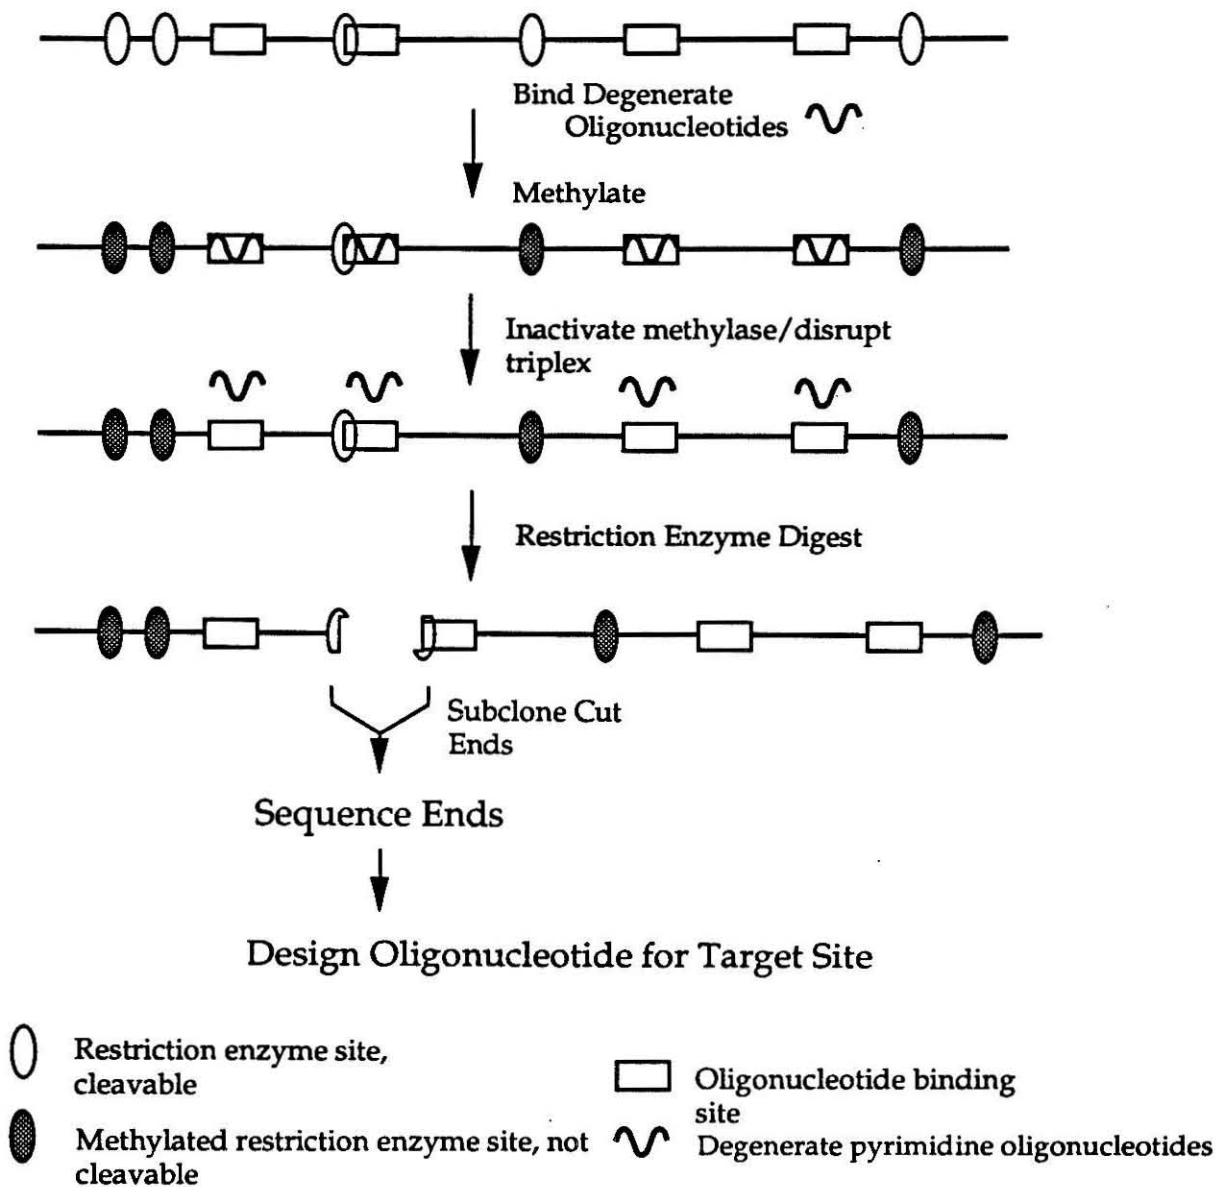 Bind Degenerate
Oligonucleotides
Methylate
Inactivate methylase/disrupt
triplex
Restriction Enzyme Digest
Subclone Cut
Ends
Sequence Ends
Design Oligonucleotide for Target Site
Restriction enzyme site,
cleavable
Methylated restriction enzyme site, not
cleavable
Oligonucleotide binding
site
Degenerate pyrimidine oligonucleotides